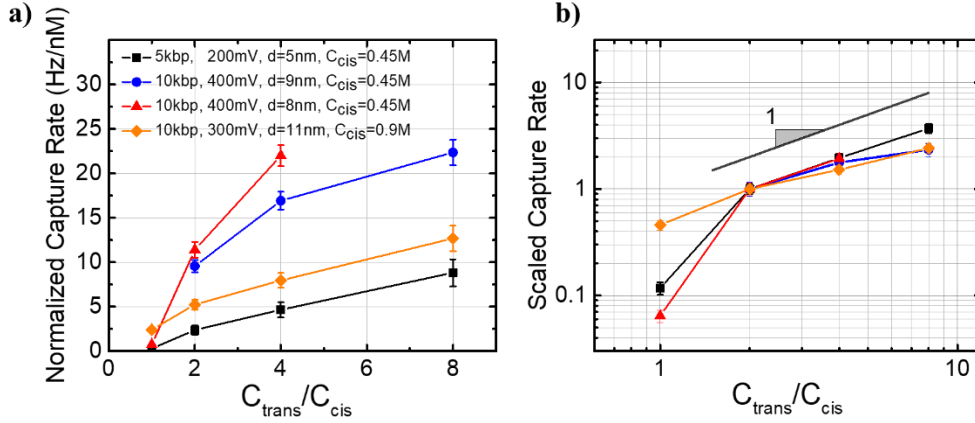 a)
Normalized Capture Rate (Hz/nM)
35
30
25
20
15
10
5
0
5kbp, 200mV, d=5nm, Ccis=0.45M
10kbp, 400mV, d=9nm, Ccis=0.45M
10kbp, 400mV, d=8nm, Ccis=0.45M
10kbp, 300mV, d=11nm, Ccis=0.9M
0 2 4 6 8
Ctrans/Ccis
b)
Scaled Capture Rate
10
1
0.1
1
1 10
Ctrans/Ccis